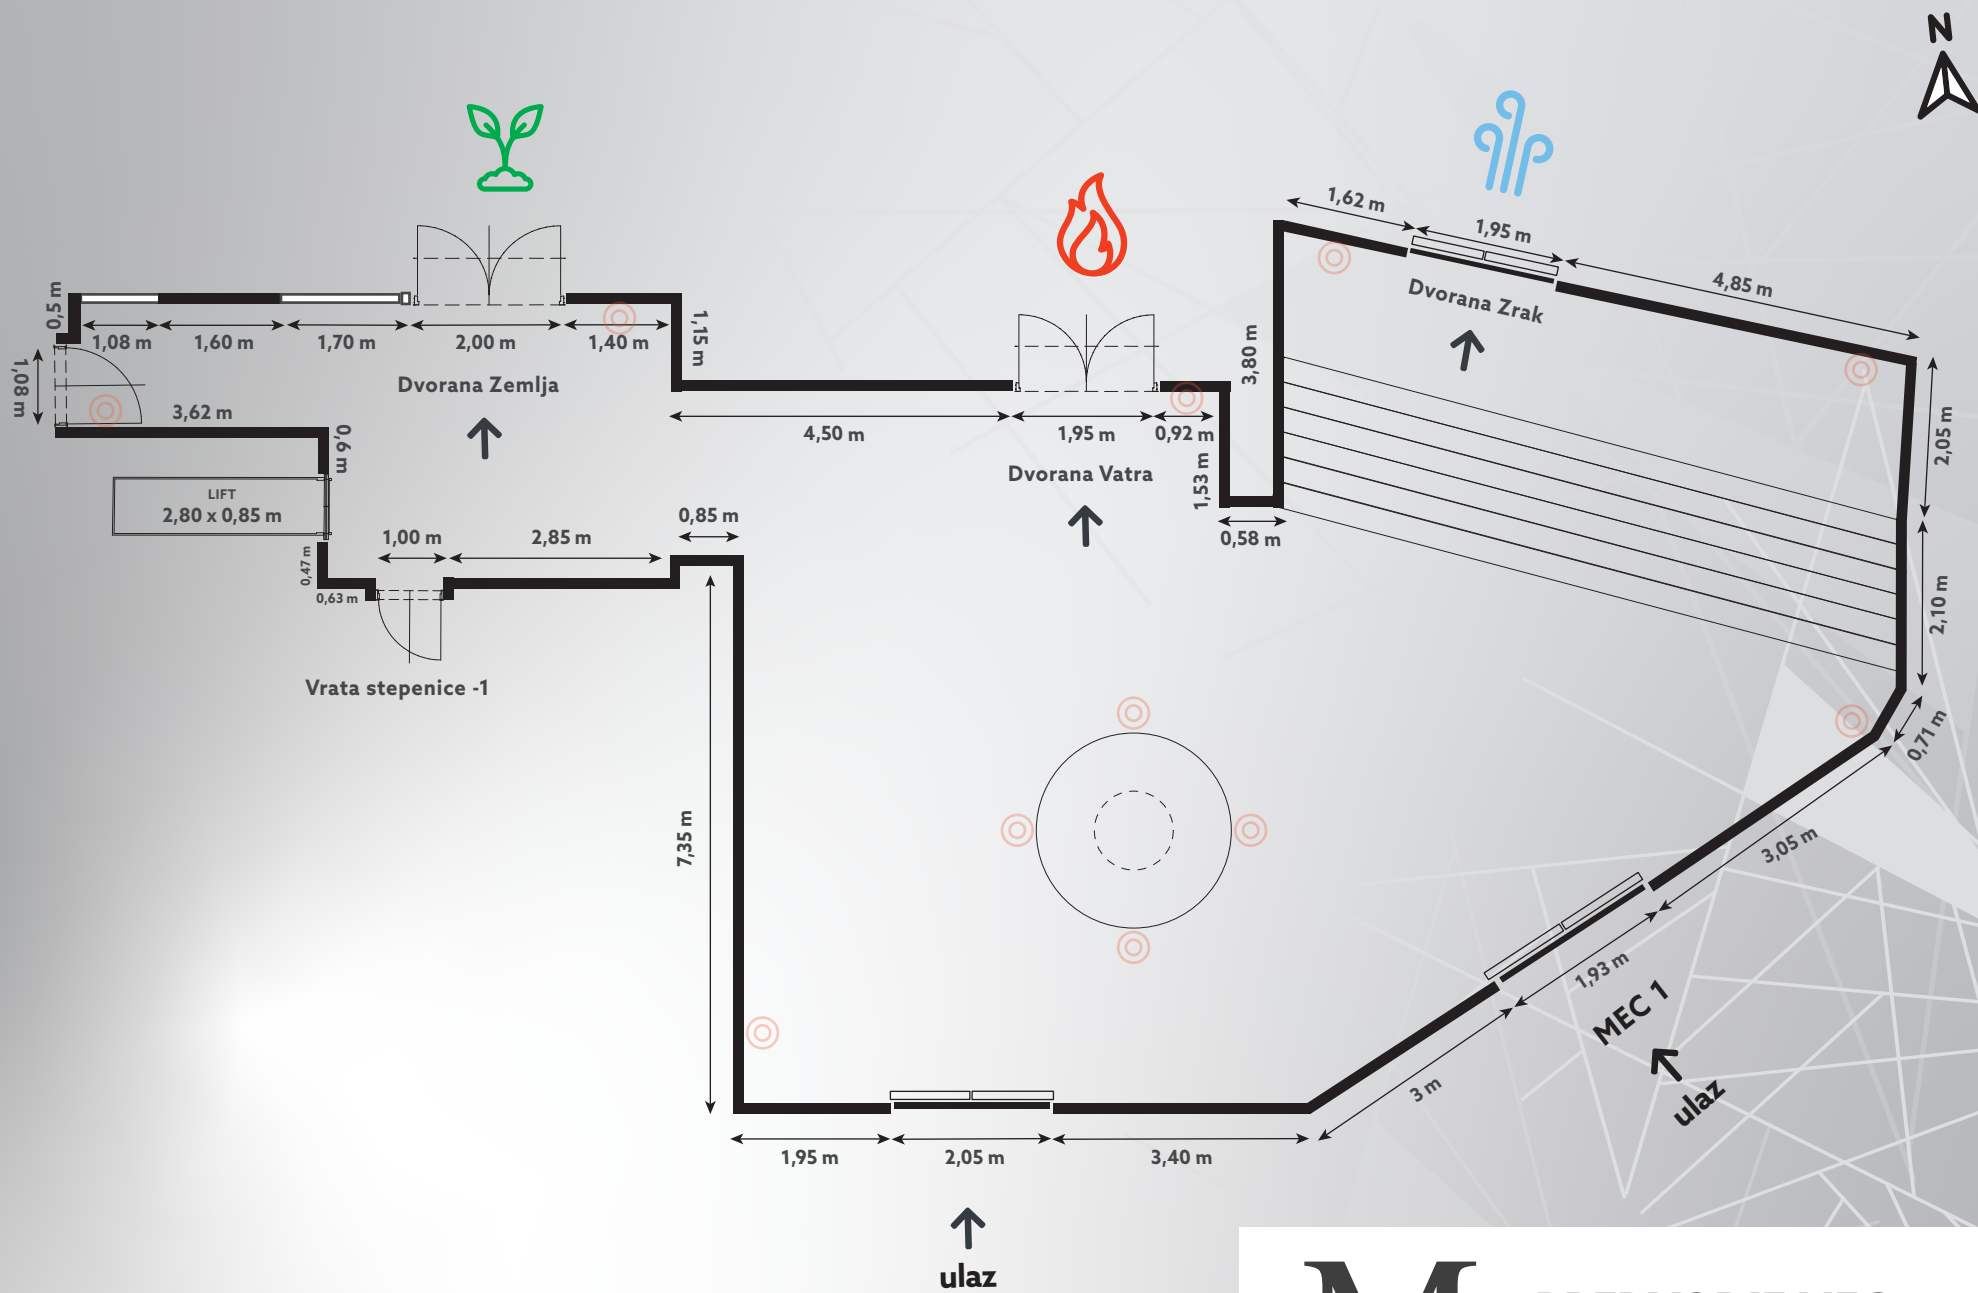 N
1,62 m
1,95 m
4,85 m
Dvorana Zrak
0,5 m
1,08 m
1,60 m
1,70 m
2,00 m
1,40 m
1,15 m
Dvorana Zemlja
1,08 m
3,62 m
0,6 m
4,50 m
1,95 m
0,92 m
3,80 m
2,05 m
Dvorana Vatra
1,53 m
0,58 m
LIFT
2,80 x 0,85 m
0,85 m
1,00 m
2,85 m
0,47 m
0,63 m
2,10 m
Vrata stepenice -1
0,71 m
7,35 m
3,05 m
1,93 m
MEC 1
3 m
ulaz
1,95 m
2,05 m
3,40 m
ulaz
M